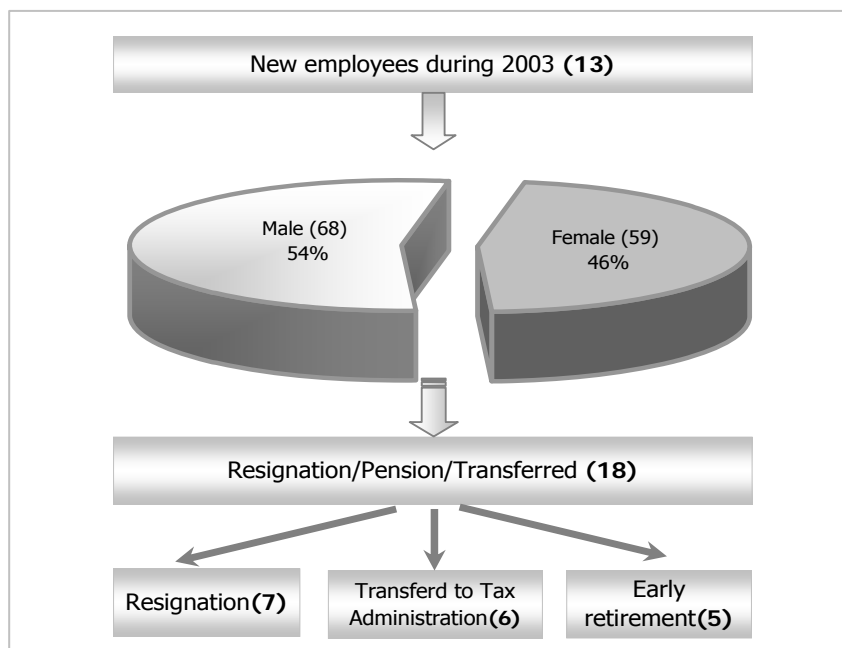 New employees during 2003 (13)
Male (68)
54%
Female (59)
46%
Resignation/Pension/Transferred (18)
Resignation(7)
Transferd to Tax
Administration(6)
Early
retirement(5)